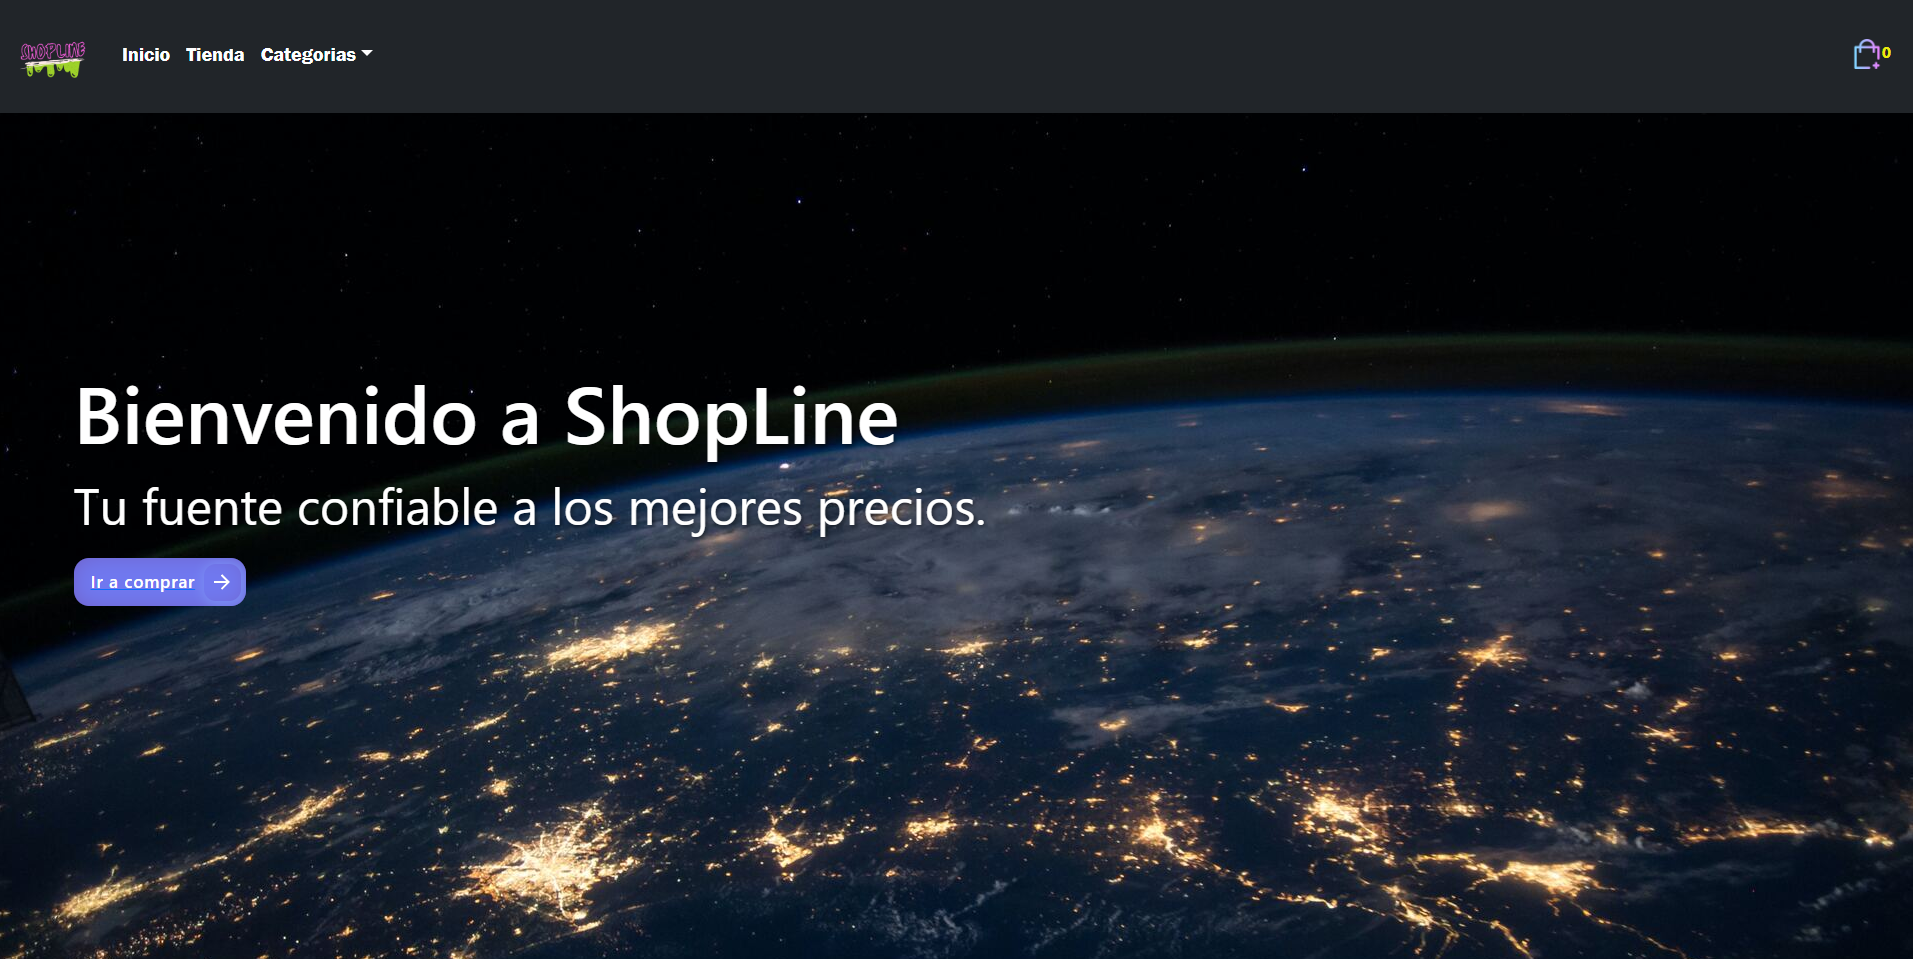 SHOPLINE
Inicio Tienda Categorias
0
Bienvenido a ShopLine
Tu fuente confiable a los mejores precios.
Ir a comprar